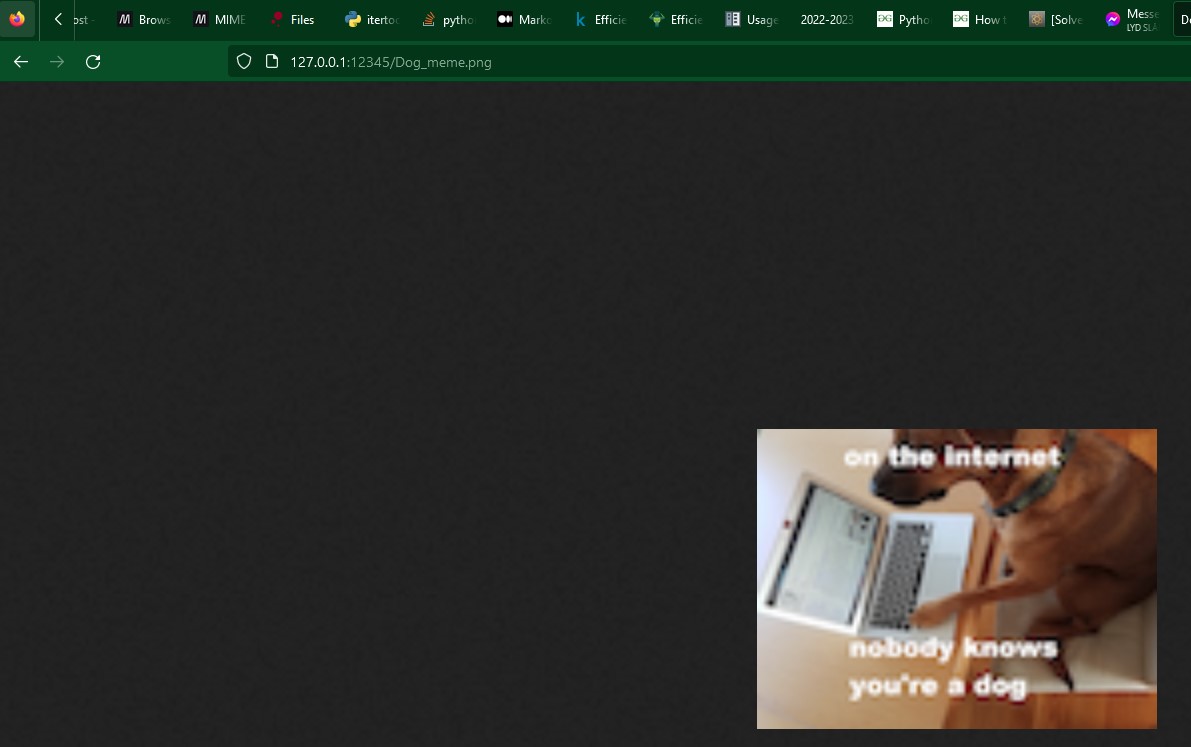 ost -
Brows
MIME
Files
itertoo
pytho
Marko
Efficie
Efficie
Usage
2022-2023
Pytho
How t
[Solve
Messe
LYD SLÅ
De
127.0.0.1:12345/Dog_meme.png
on the internet
nobody knows
you're a dog